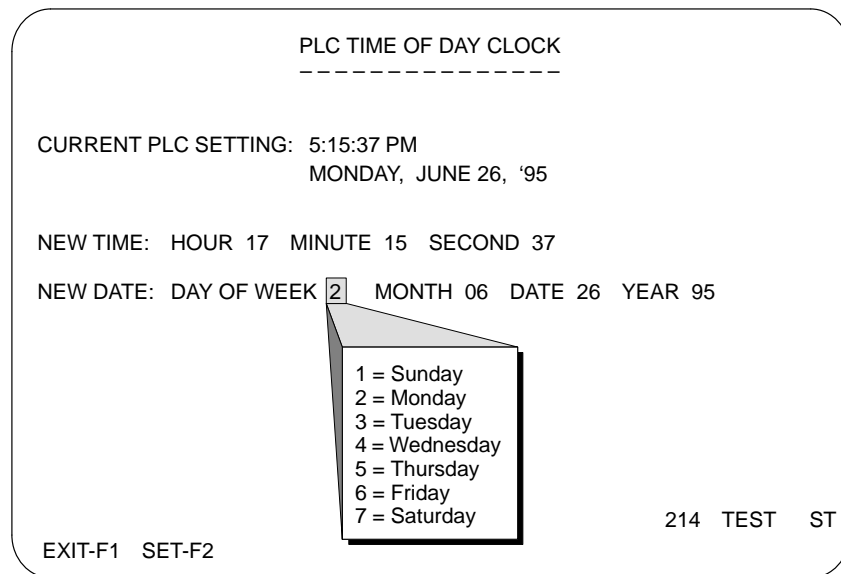 PLC TIME OF DAY CLOCK
– – – – – – – – – – – – – – –
CURRENT PLC SETTING: 5:15:37 PM
MONDAY, JUNE 26, ‘95
NEW TIME: HOUR 17 MINUTE 15 SECOND 37
NEW DATE: DAY OF WEEK 2 MONTH 06 DATE 26 YEAR 95
1 = Sunday
2 = Monday
3 = Tuesday
4 = Wednesday
5 = Thursday
6 = Friday
7 = Saturday
214 TEST ST
EXIT-F1 SET-F2